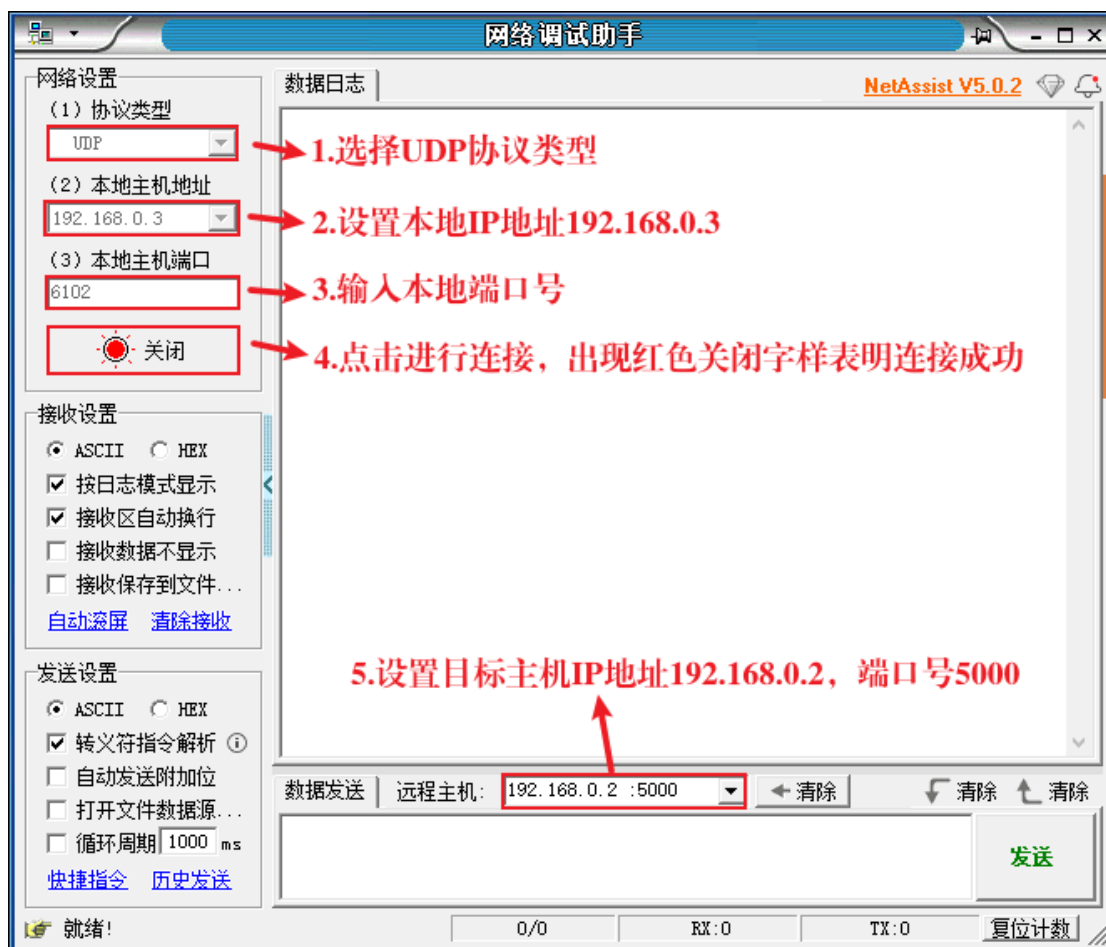 网络调试助手
网络设置
(1) 协议类型
UDP
(2) 本地主机地址
192.168.0.3
(3) 本地主机端口
6102
关闭
接收设置
ASCII HEX
按日志模式显示
接收区自动换行
接收数据不显示
接收保存到文件...
自动滚屏 清除接收
发送设置
ASCII HEX
转义符指令解析
自动发送附加位
打开文件数据源...
循环周期 1000 ms
快捷指令 历史发送
数据日志
NetAssist V5.0.2
1.选择UDP协议类型
2.设置本地IP地址192.168.0.3
3.输入本地端口号
4.点击进行连接，出现红色关闭字样表明连接成功
5.设置目标主机IP地址192.168.0.2，端口号5000
数据发送 远程主机: 192.168.0.2 :5000 清除 清除 清除
发送
就绪! 0/0 RX:0 TX:0 复位计数